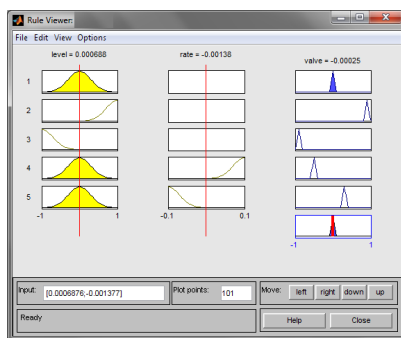 Rule Viewer:
File Edit View Options
level = 0.000688 rate = -0.00138 valve = -0.00025
1
2
3
4
5
-1 1 -0.1 0.1
-1 1
Input: [0.0006876;-0.001377] Plot points: 101 Move: left right down up
Ready Help Close